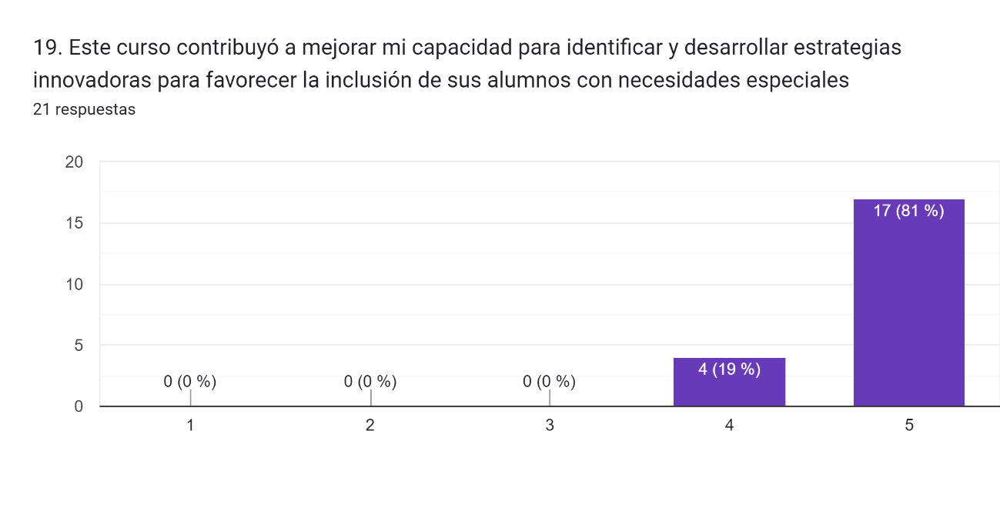 19. Este curso contribuyó a mejorar mi capacidad para identificar y desarrollar estrategias
innovadoras para favorecer la inclusión de sus alumnos con necesidades especiales
21 respuestas
20
15
10
5
0
0 (0 %)
0 (0 %)
0 (0 %)
4 (19 %)
17 (81 %)
1
2
3
4
5